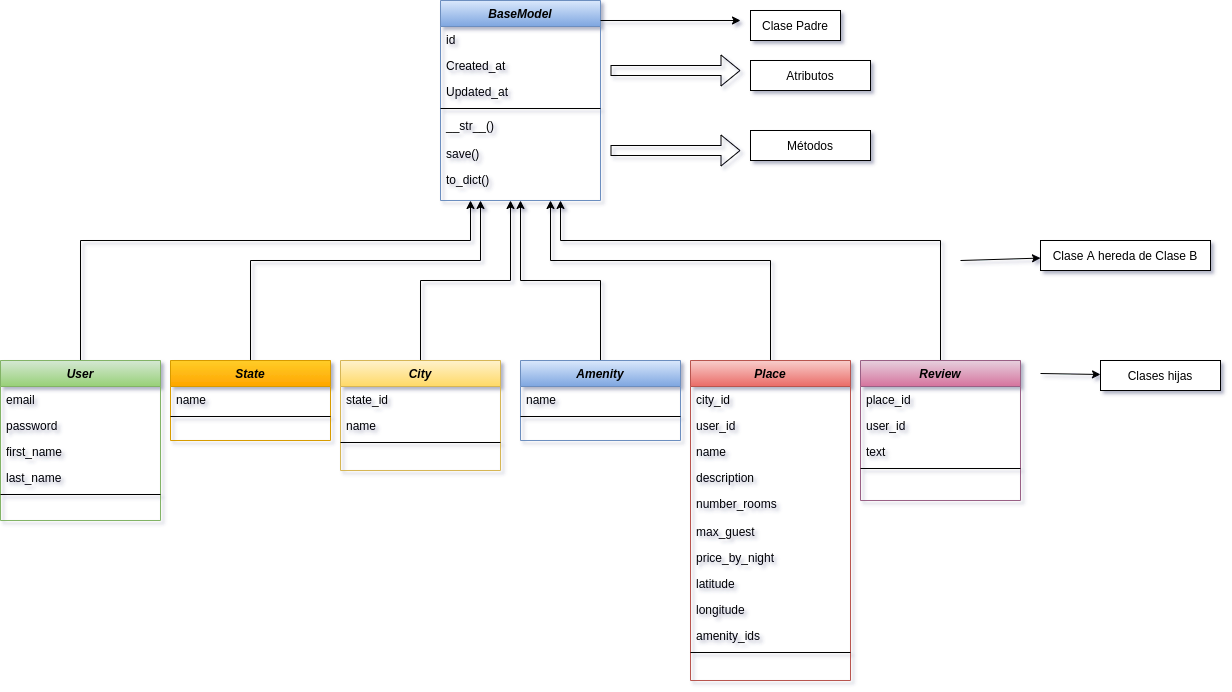 BaseModel
id
Created_at
Updated_at
__str__()
save()
to_dict()
Clase Padre
Atributos
Métodos
Clase A hereda de Clase B
Clases hijas
User
email
password
first_name
last_name
State
name
City
state_id
name
Amenity
name
Place
city_id
user_id
name
description
number_rooms
max_guest
price_by_night
latitude
longitude
amenity_ids
Review
place_id
user_id
text